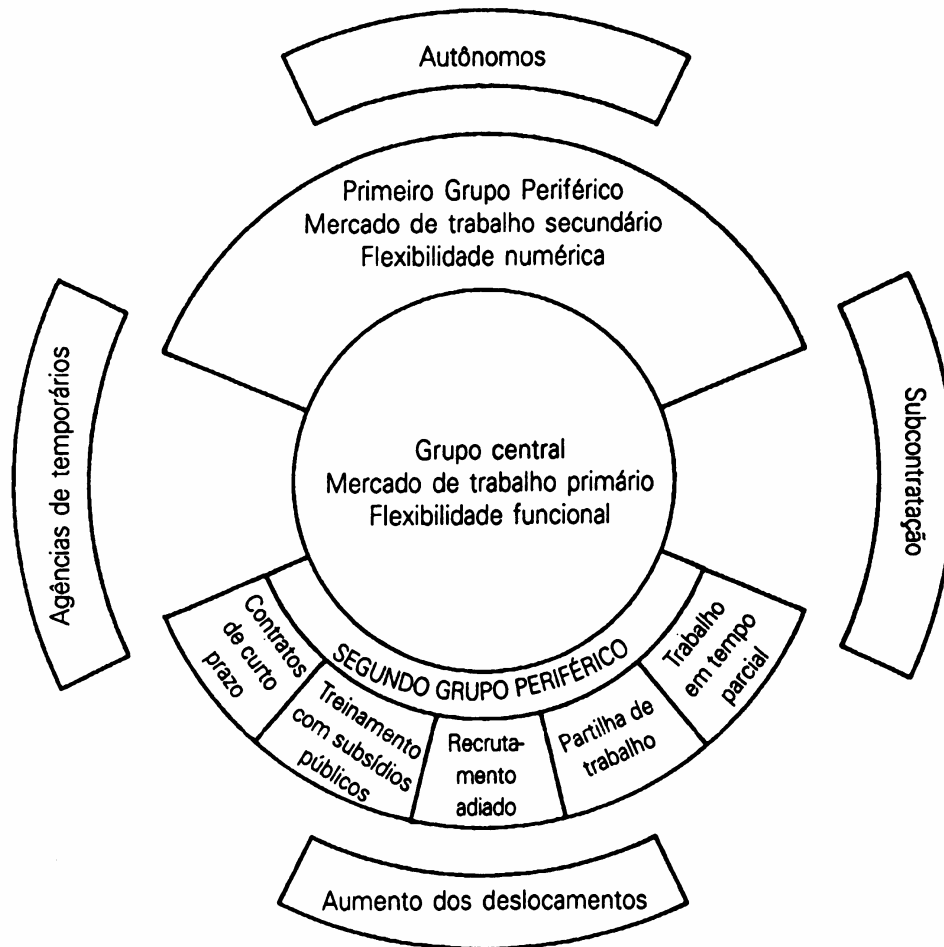 Autônomos
Primeiro Grupo Periférico
Mercado de trabalho secundário
Flexibilidade numérica
Agências de temporários
Subcontratação
Grupo central
Mercado de trabalho primário
Flexibilidade funcional
SEGUNDO GRUPO PERIFÉRICO
Contratos
de curto
prazo
Treinamento
com subsídios
públicos
Recruta-
mento
adiado
Partilha de
trabalho
Trabalho
em tempo
parcial
Aumento dos deslocamentos